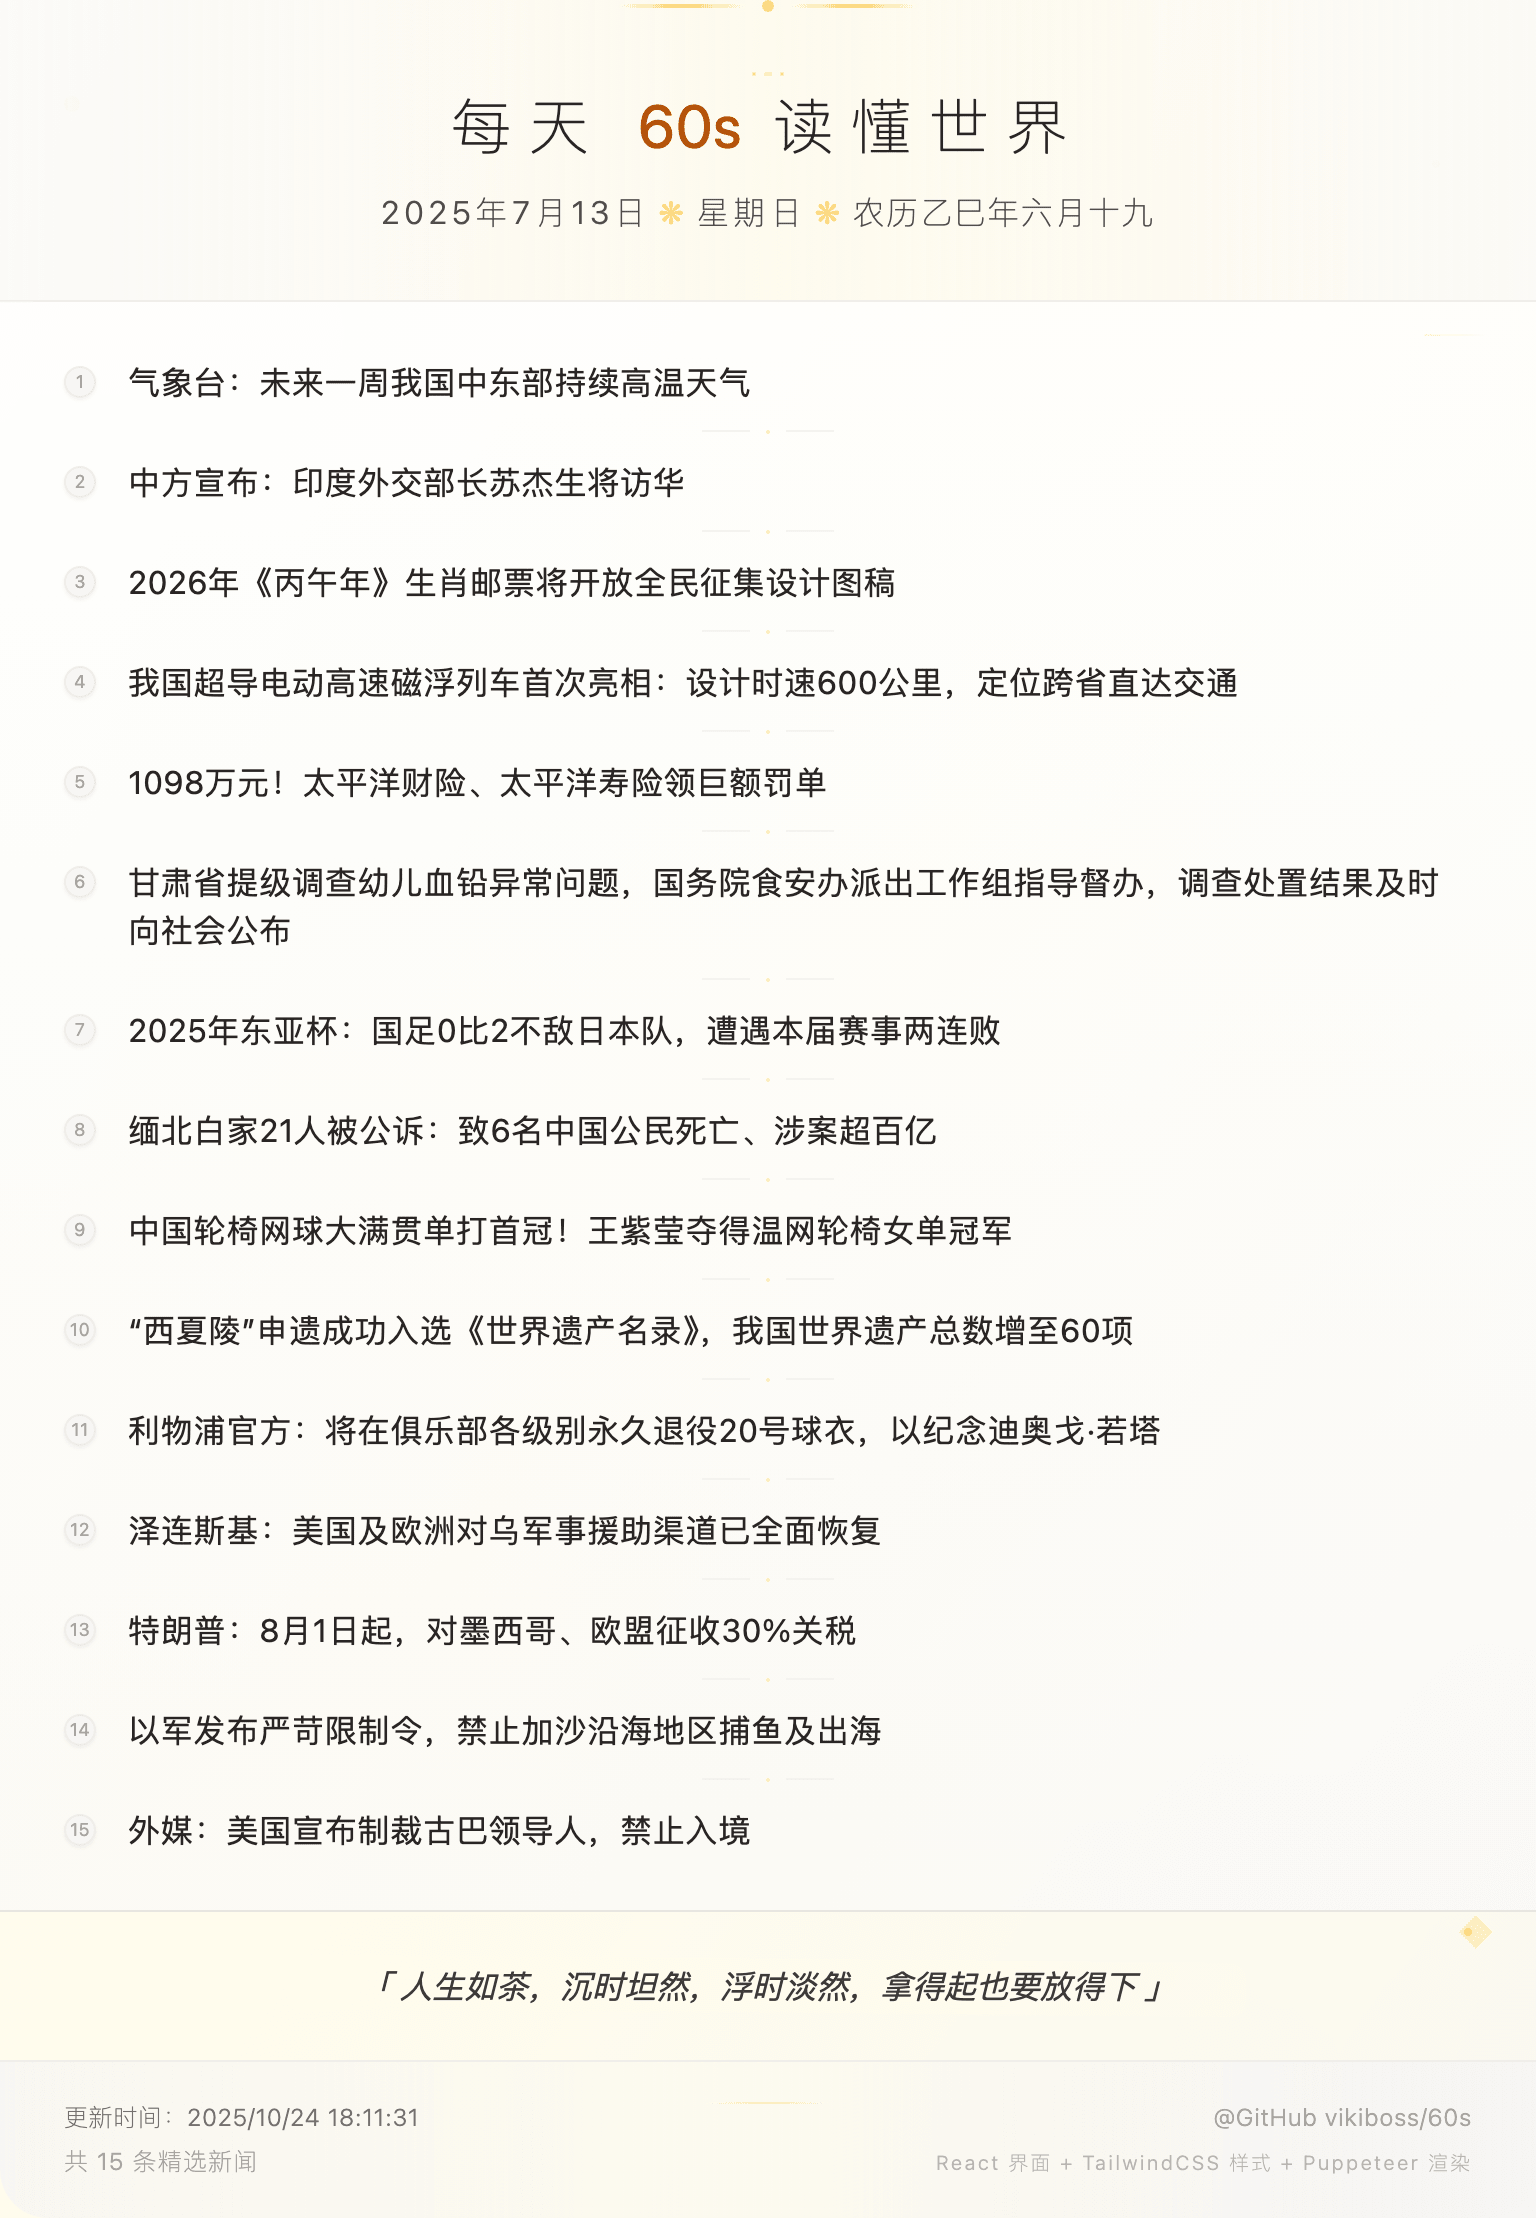 每天 60s 读懂世界
2025年7月13日 ❋ 星期日 ❋ 农历乙巳年六月十九
1 气象台：未来一周我国中东部持续高温天气
2 中方宣布：印度外交部长苏杰生将访华
3 2026年《丙午年》生肖邮票将开放全民征集设计图稿
4 我国超导电动高速磁浮列车首次亮相：设计时速600公里，定位跨省直达交通
5 1098万元！太平洋财险、太平洋寿险领巨额罚单
6 甘肃省提级调查幼儿血铅异常问题，国务院食安办派出工作组指导督办，调查处置结果及时
向社会公布
7 2025年东亚杯：国足0比2不敌日本队，遭遇本届赛事两连败
8 缅北白家21人被公诉：致6名中国公民死亡、涉案超百亿
9 中国轮椅网球大满贯单打首冠！王紫莹夺得温网轮椅女单冠军
10 “西夏陵”申遗成功入选《世界遗产名录》，我国世界遗产总数增至60项
11 利物浦官方：将在俱乐部各级别永久退役20号球衣，以纪念迪奥戈·若塔
12 泽连斯基：美国及欧洲对乌军事援助渠道已全面恢复
13 特朗普：8月1日起，对墨西哥、欧盟征收30%关税
14 以军发布严苛限制令，禁止加沙沿海地区捕鱼及出海
15 外媒：美国宣布制裁古巴领导人，禁止入境
「 人生如茶，沉时坦然，浮时淡然，拿得起也要放得下 」
更新时间：2025/10/24 18:11:31
共 15 条精选新闻
@GitHub vikiboss/60s
React 界面 + TailwindCSS 样式 + Puppeteer 渲染